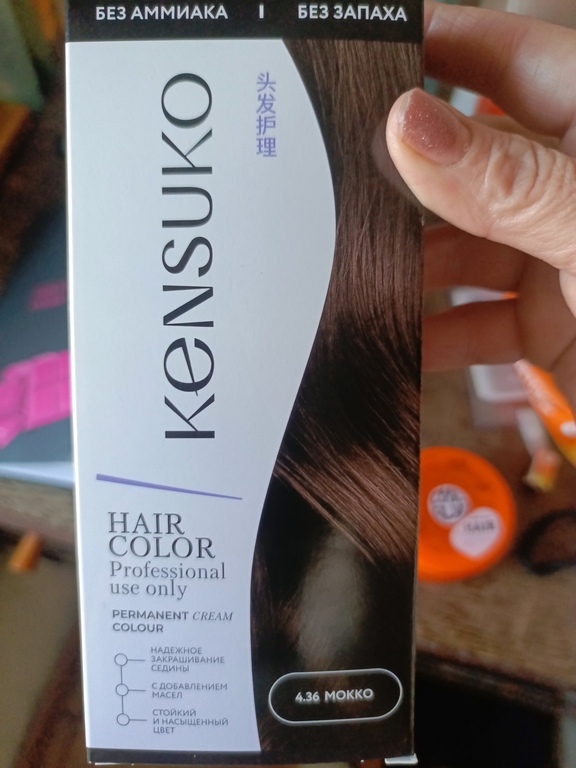 БЕЗ АММИАКА | БЕЗ ЗАПАХА
头发护理
KENSUKO
HAIR
COLOR
Professional
use only
PERMANENT CREAM
COLOUR
НАДЕЖНОЕ
ЗАКРАШИВАНИЕ
СЕДИНЫ
С ДОБАВЛЕНИЕМ
МАСЕЛ
СТОЙКИЙ
И НАСЫЩЕННЫЙ
ЦВЕТ
4.36 МОККО